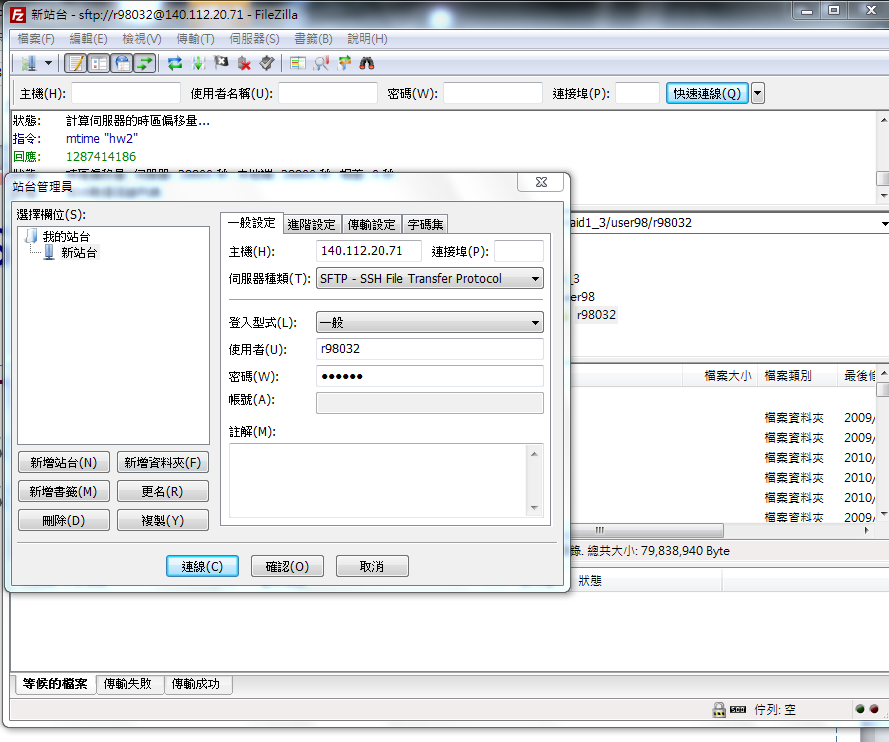 新站台 - sftp://r98032@140.112.20.71 - FileZilla
檔案(F) 編輯(E) 檢視(V) 傳輸(T) 伺服器(S) 書籤(B) 說明(H)
主機(H): 使用者名稱(U): 密碼(W): 連接埠(P): 快速連線(Q)
狀態: 計算伺服器的時區偏移量...
指令: mtime "hw2"
回應: 1287414186
站台管理員
選擇欄位(S):
我的站台
新站台
新增站台(N) 新增資料夾(F)
新增書籤(M) 更名(R)
刪除(D) 複製(Y)
一般設定 進階設定 傳輸設定 字碼集
主機(H): 140.112.20.71 連接埠(P):
伺服器種類(T): SFTP - SSH File Transfer Protocol
登入型式(L): 一般
使用者(U): r98032
密碼(W): ●●●●●●
帳號(A):
註解(M):
連線(C) 確認(O) 取消
aid1_3/user98/r98032
_3
er98
r98032
檔案大小 檔案類別 最後修
檔案資料夾 2009/
檔案資料夾 2009/
檔案資料夾 2010/
檔案資料夾 2010/
檔案資料夾 2010/
檔案資料夾 2009/
錄. 總共大小: 79,838,940 Byte
狀態
等候的檔案 傳輸失敗 傳輸成功
佇列: 空